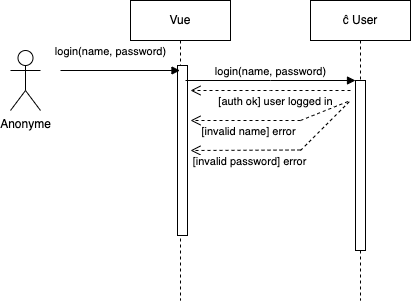 Vue
ĉ User
login(name, password)
login(name, password)
[auth ok] user logged in
Anonyme
[invalid name] error
[invalid password] error